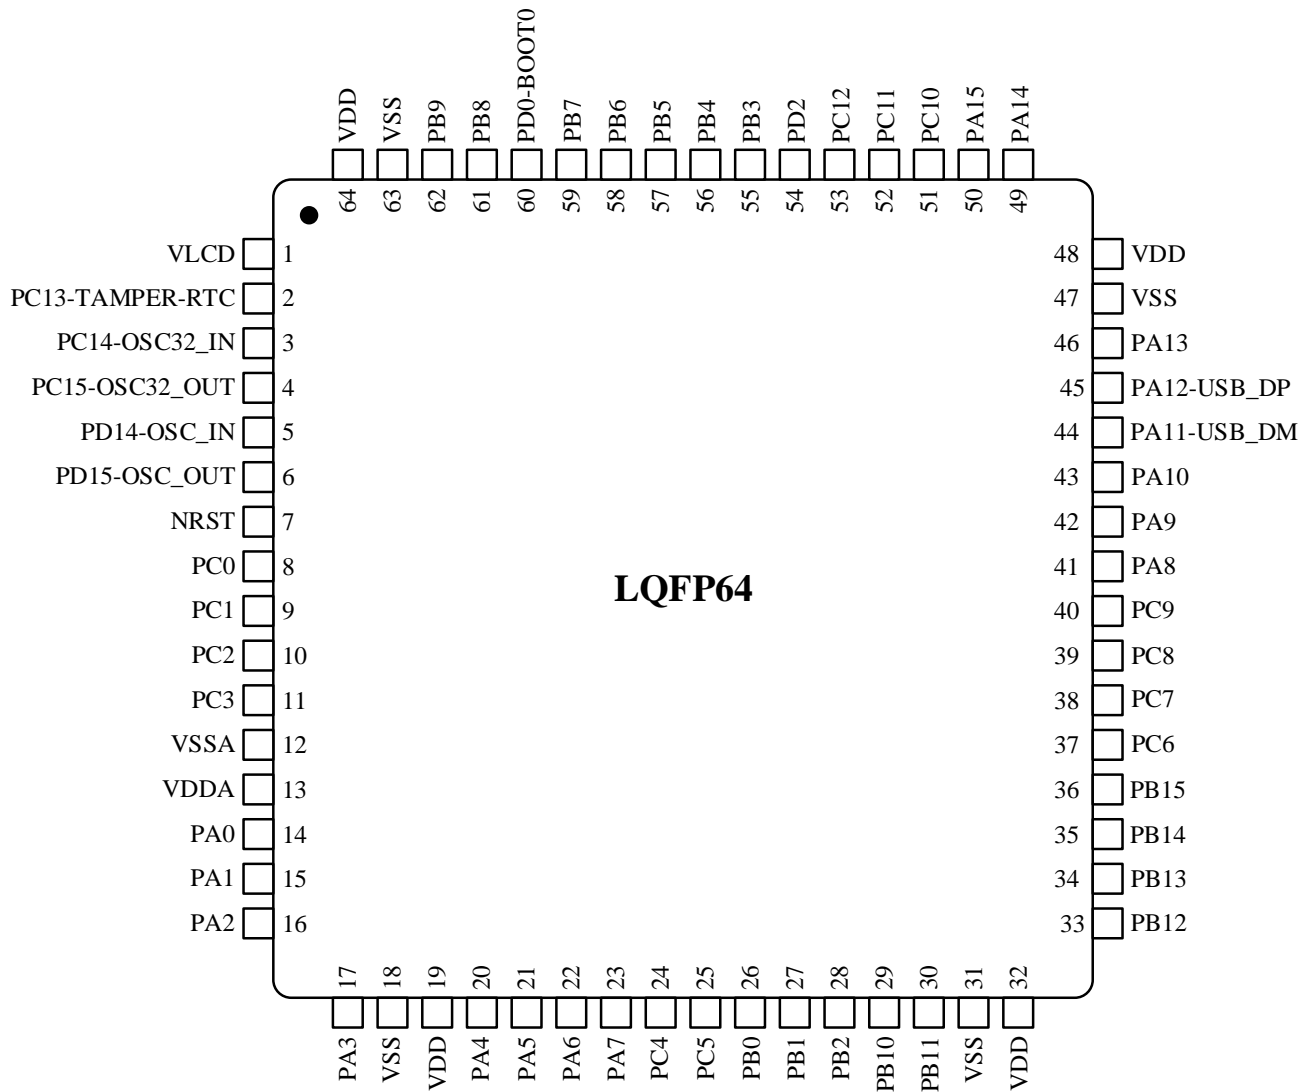 VDD VSS PB9 PB8 PD0-BOOT0 PB7 PB6 PB5 PB4 PB3 PD2 PC12 PC11 PC10 PA15 PA14
64 63 62 61 60 59 58 57 56 55 54 53 52 51 50 49
VLCD 1 48 VDD
PC13-TAMPER-RTC 2 47 VSS
PC14-OSC32_IN 3 46 PA13
PC15-OSC32_OUT 4 45 PA12-USB_DP
PD14-OSC_IN 5 44 PA11-USB_DM
PD15-OSC_OUT 6 43 PA10
NRST 7 42 PA9
PC0 8 41 PA8
LQFP64
PC1 9 40 PC9
PC2 10 39 PC8
PC3 11 38 PC7
VSSA 12 37 PC6
VDDA 13 36 PB15
PA0 14 35 PB14
PA1 15 34 PB13
PA2 16 33 PB12
17 18 19 20 21 22 23 24 25 26 27 28 29 30 31 32
PA3 VSS VDD PA4 PA5 PA6 PA7 PC4 PC5 PB0 PB1 PB2 PB10 PB11 VSS VDD